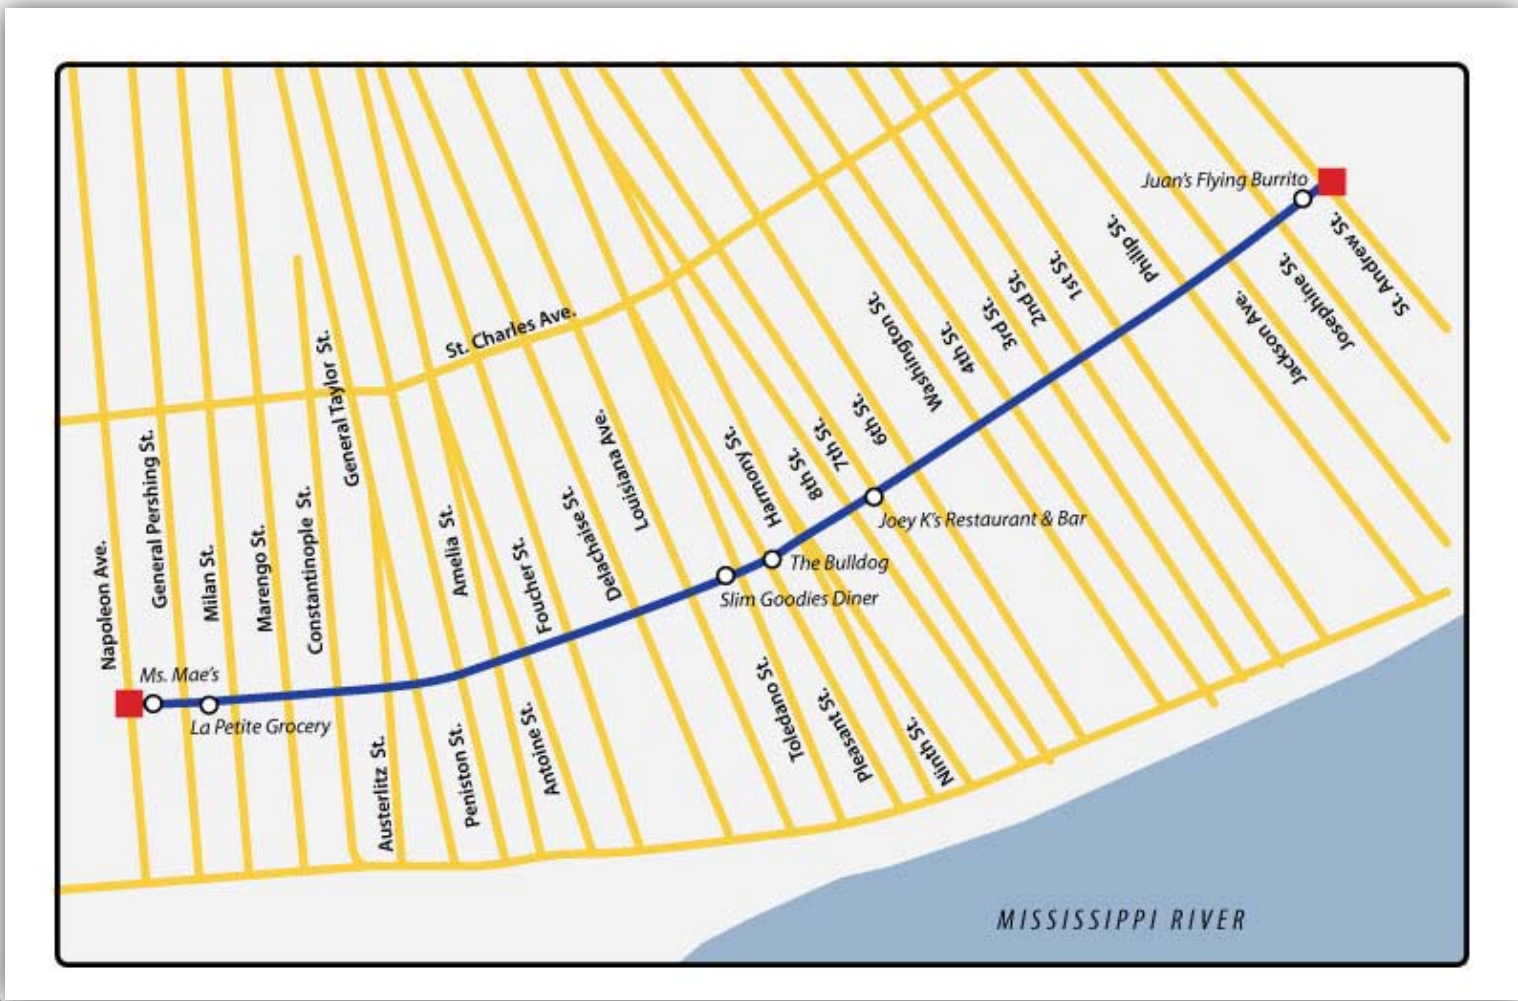 Juan's Flying Burrito
St. Andrew St.
Josephine St.
Jackson Ave.
Philip St.
1st St.
2nd St.
3rd St.
4th St.
Washington St.
6th St.
7th St.
8th St.
Harmony St.
St. Charles Ave.
Louisiana Ave.
Delachaise St.
Foucher St.
Amelia St.
General Taylor St.
Constantinople St.
Marengo St.
Milan St.
General Pershing St.
Napoleon Ave.
Joey K's Restaurant & Bar
The Bulldog
Slim Goodies Diner
Ms. Mae's
La Petite Grocery
Austerlitz St.
Peniston St.
Antoine St.
Toledano St.
Pleasant St.
Ninth St.
MISSISSIPPI RIVER